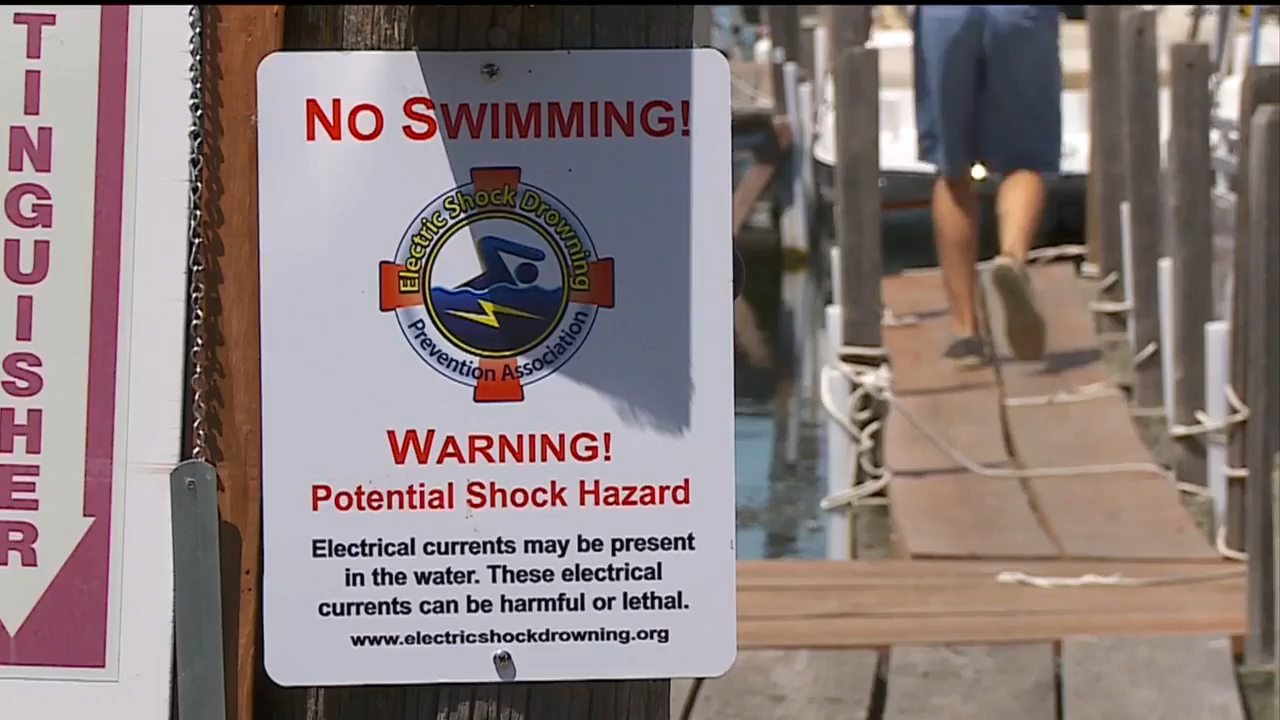 TINGUISHER
No Swimming!
Electric Shock Drowning
Prevention Association
Warning!
Potential Shock Hazard
Electrical currents may be present
in the water. These electrical
currents can be harmful or lethal.
www.electricshockdrowning.org